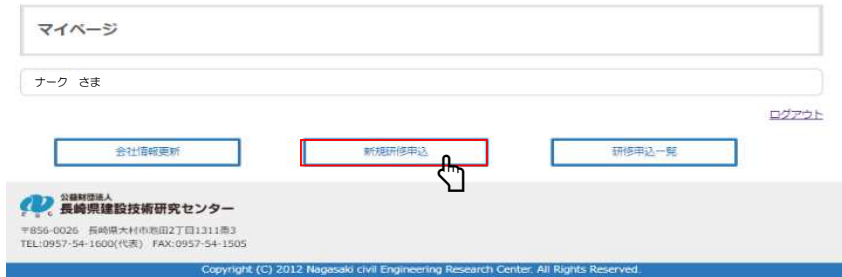 マイページ
ナーク さま
ログアウト
会社情報更新 新規研修申込 研修申込一覧
公益財団法人
長崎県建設技術研究センター
〒856-0026 長崎県大村市池田2丁目1311番3
TEL:0957-54-1600(代表) FAX:0957-54-1505
Copyright (C) 2012 Nagasaki civil Engineering Research Center. All Rights Reserved.